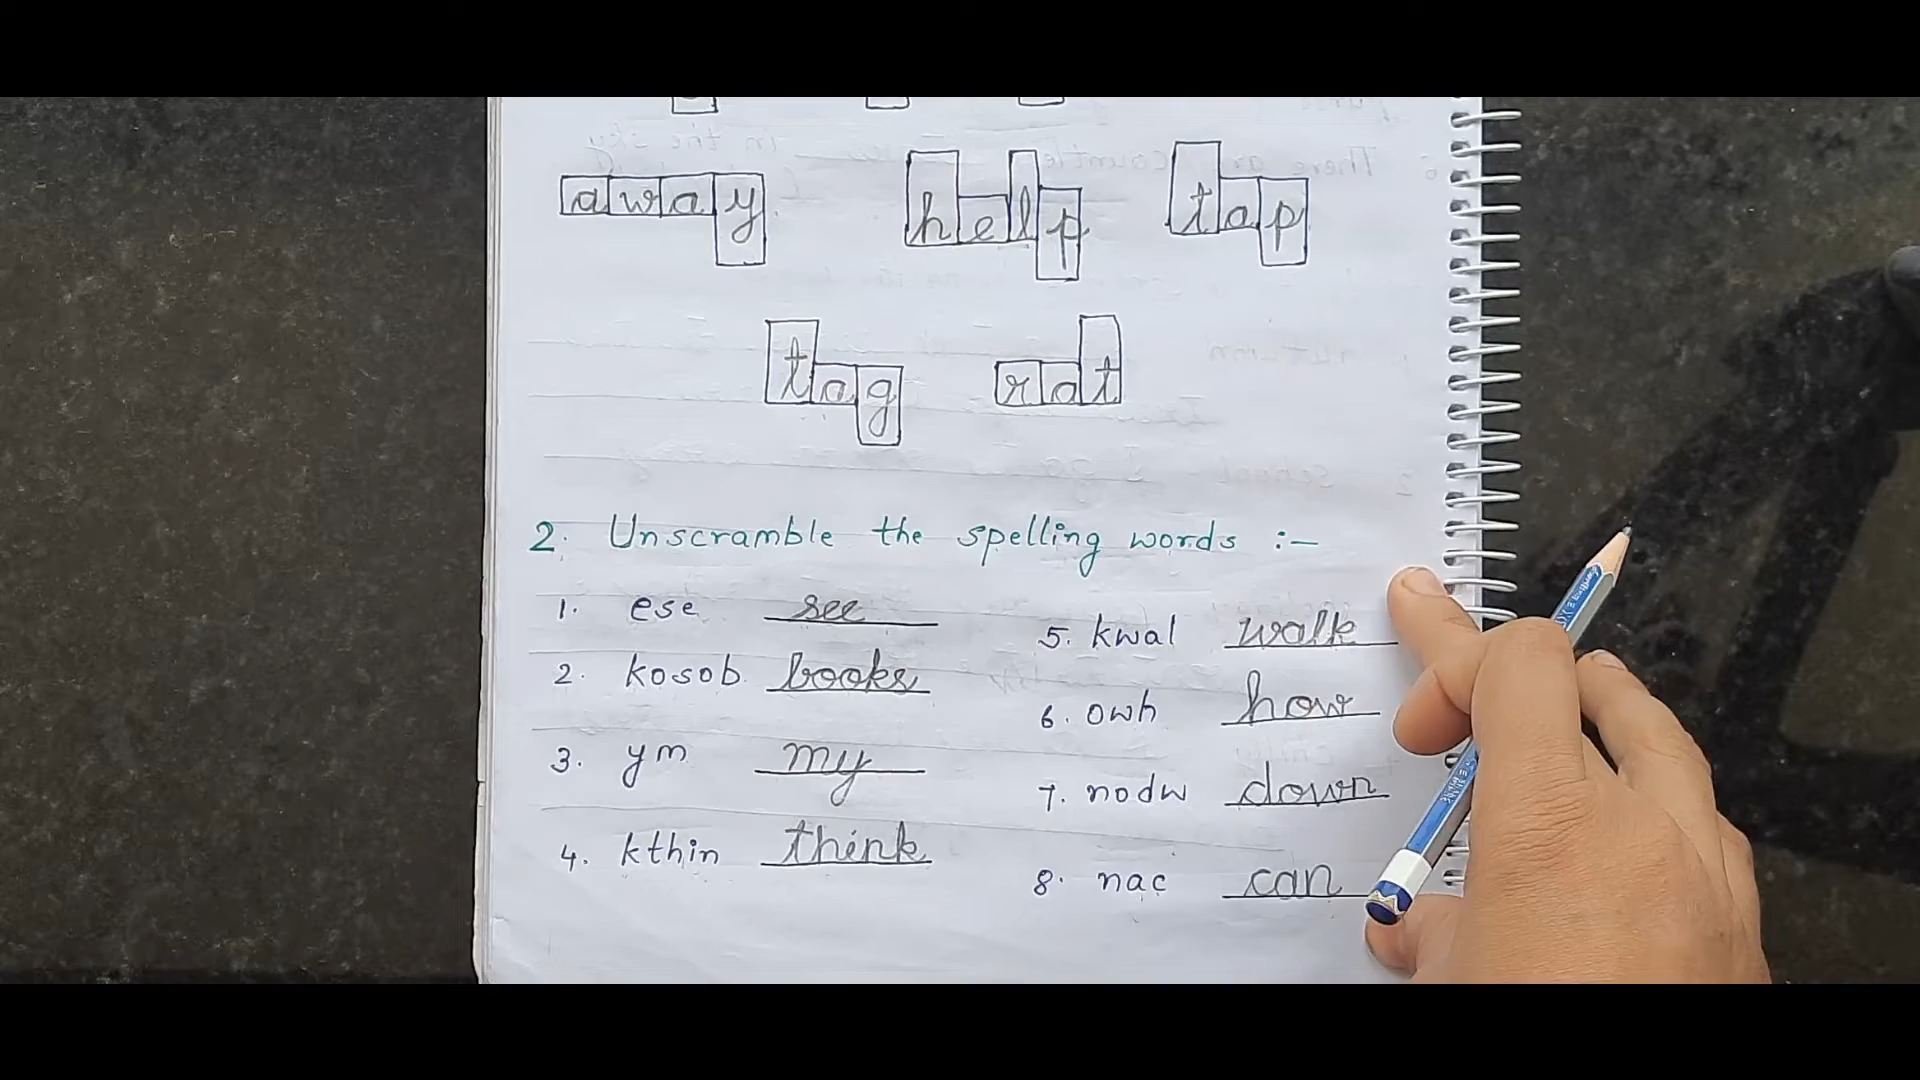 away help tap
tag rat
2. Unscramble the spelling words :-
1. ese see
2. kosob books
3. ym my
4. kthin think
5. kwal walk
6. owh how
7. nodw down
8. nac can